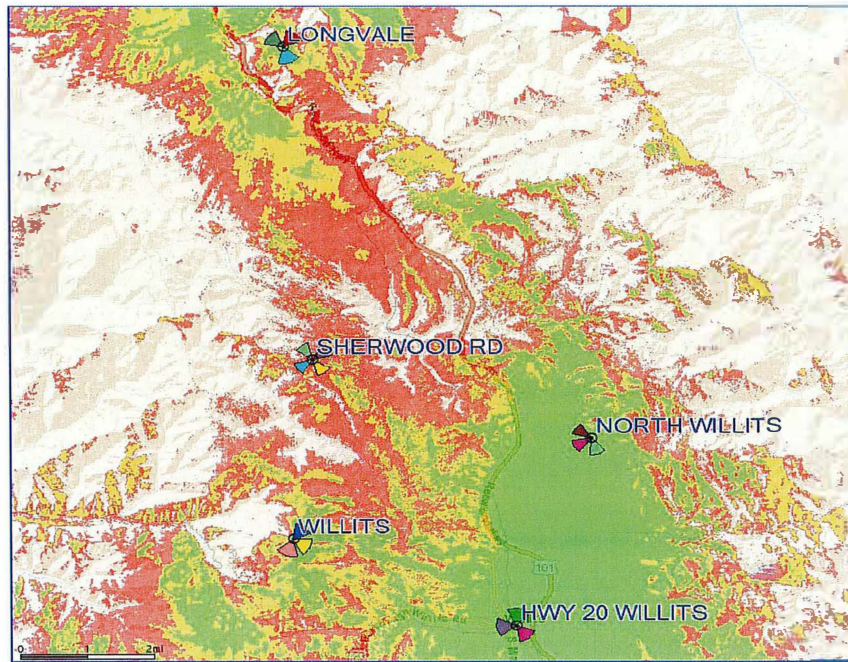 LONGVALE
SHERWOOD RD
NORTH WILLITS
WILLITS
101
HWY 20 WILLITS
0 1 2mi